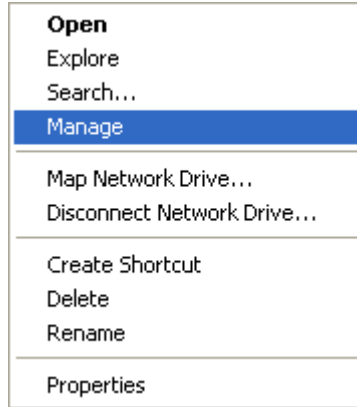 Open
Explore
Search...
Manage
Map Network Drive...
Disconnect Network Drive...
Create Shortcut
Delete
Rename
Properties